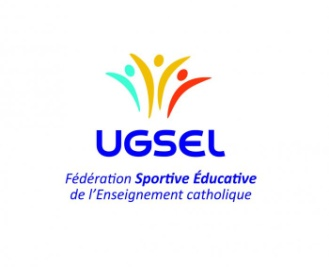 UGSEL
Fédération Sportive Éducative
de l'Enseignement catholique